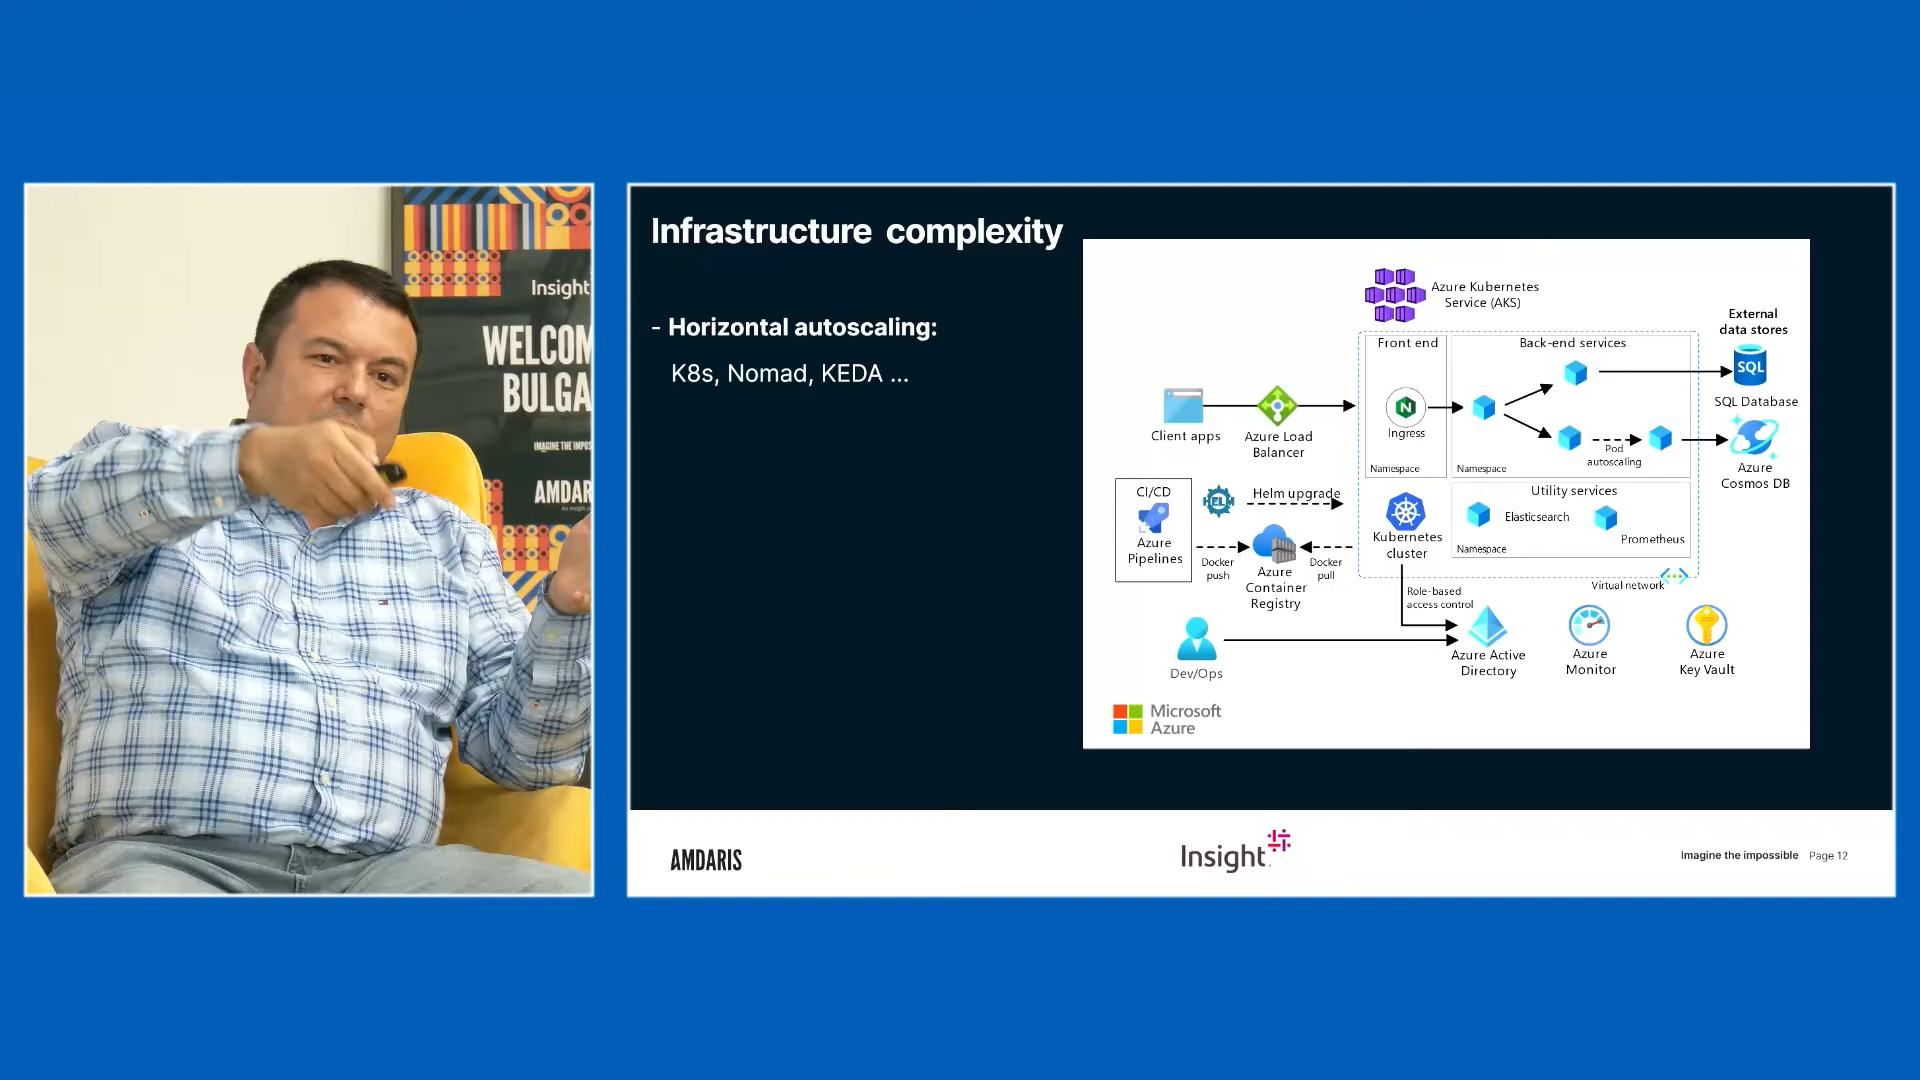 Insight
WELCOM
BULGA
IMAGINE THE IMPOS
AMDAR
Infrastructure complexity
- Horizontal autoscaling:
K8s, Nomad, KEDA ...
Azure Kubernetes
Service (AKS)
External
data stores
Front end
Back-end services
SQL
SQL Database
Client apps
Azure Load
Balancer
N
Ingress
Pod
autoscaling
Namespace
Namespace
Azure
Cosmos DB
CI/CD
Azure
Pipelines
HELM
Helm upgrade
Docker
push
Azure
Container
Registry
Docker
pull
Kubernetes
cluster
Utility services
Elasticsearch
Prometheus
Namespace
Virtual network
Role-based
access control
Dev/Ops
Azure Active
Directory
Azure
Monitor
Azure
Key Vault
Microsoft
Azure
AMDARIS
Insight
Imagine the impossible Page 12